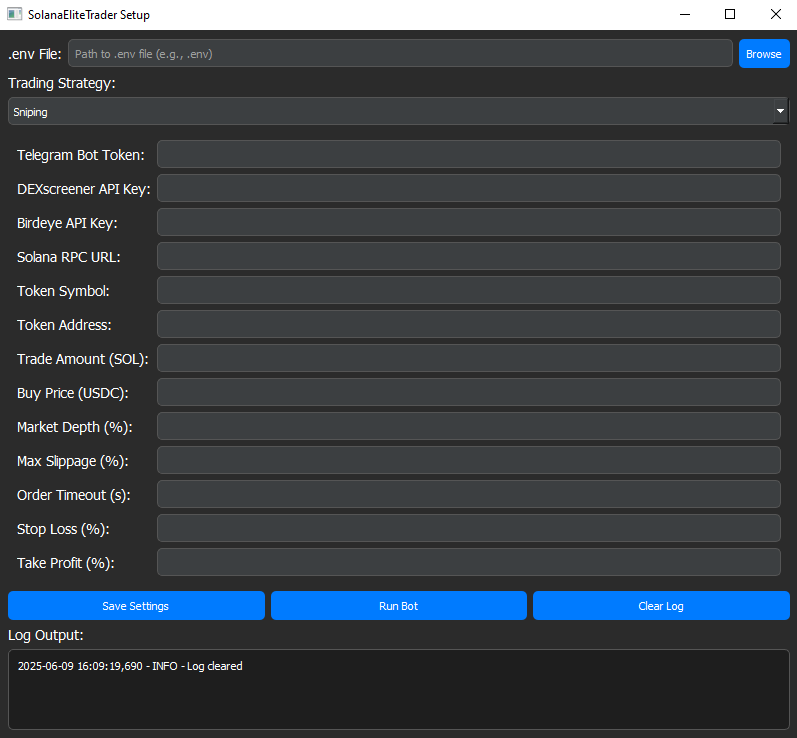 SolanaEliteTrader Setup
.env File: Path to .env file (e.g., .env) Browse
Trading Strategy:
Sniping
Telegram Bot Token:
DEXscreener API Key:
Birdeye API Key:
Solana RPC URL:
Token Symbol:
Token Address:
Trade Amount (SOL):
Buy Price (USDC):
Market Depth (%):
Max Slippage (%):
Order Timeout (s):
Stop Loss (%):
Take Profit (%):
Save Settings Run Bot Clear Log
Log Output:
2025-06-09 16:09:19,690 - INFO - Log cleared